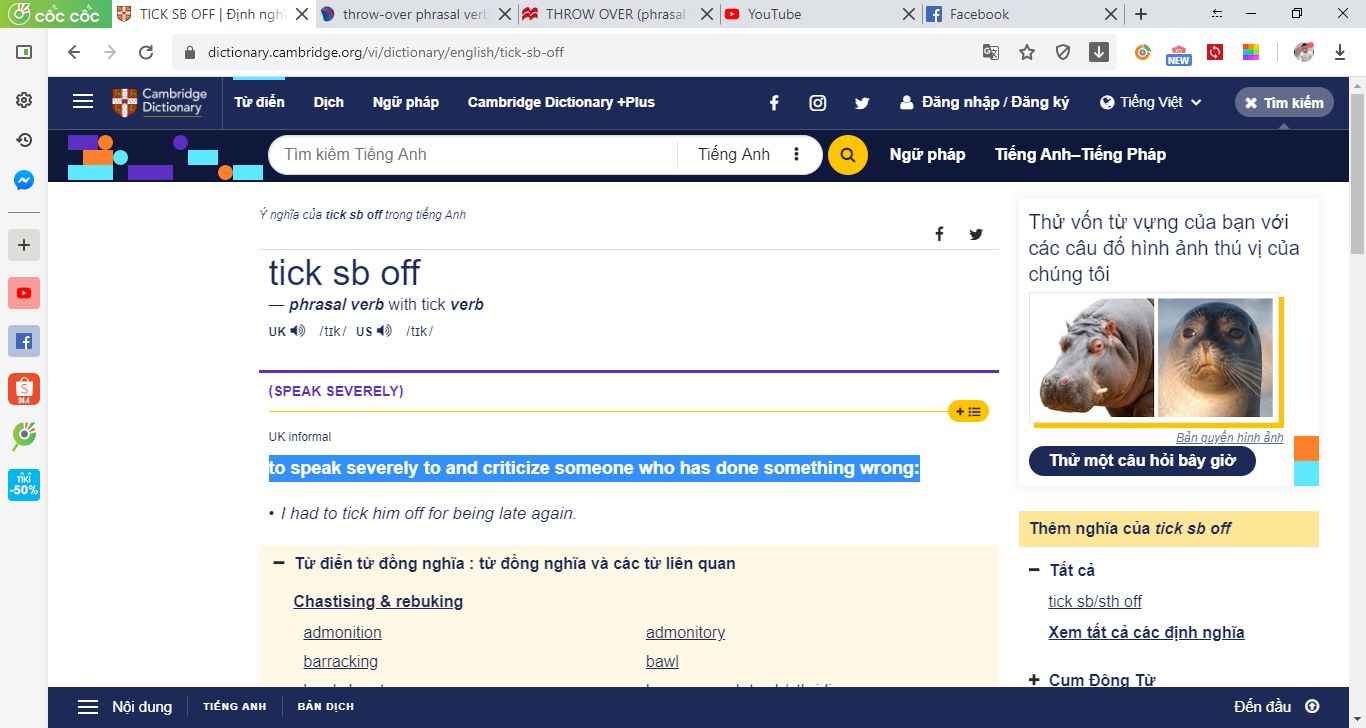 cốc cốc
TICK SB OFF | Định ngh
throw-over phrasal verb
THROW OVER (phrasal
YouTube
Facebook
dictionary.cambridge.org/vi/dictionary/english/tick-sb-off
NEW
Cambridge
Dictionary
Từ điển
Dịch
Ngữ pháp
Cambridge Dictionary +Plus
Đăng nhập / Đăng ký
Tiếng Việt
Tìm kiếm
Tìm kiếm Tiếng Anh
Tiếng Anh
Ngữ pháp
Tiếng Anh–Tiếng Pháp
Ý nghĩa của tick sb off trong tiếng Anh
tick sb off
— phrasal verb with tick verb
UK /tɪk/ US /tɪk/
(SPEAK SEVERELY)
UK informal
to speak severely to and criticize someone who has done something wrong:
• I had to tick him off for being late again.
Từ điển từ đồng nghĩa : từ đồng nghĩa và các từ liên quan
Chastising & rebuking
admonition
admonitory
barracking
bawl
Thử vốn từ vựng của bạn với
các câu đố hình ảnh thú vị của
chúng tôi
Bản quyền hình ảnh
Thử một câu hỏi bây giờ
Thêm nghĩa của tick sb off
Tất cả
tick sb/sth off
Xem tất cả các định nghĩa
Cụm Động Từ
24.4
TIKI
-50%
Nội dung
TIẾNG ANH
BẢN DỊCH
Đến đầu